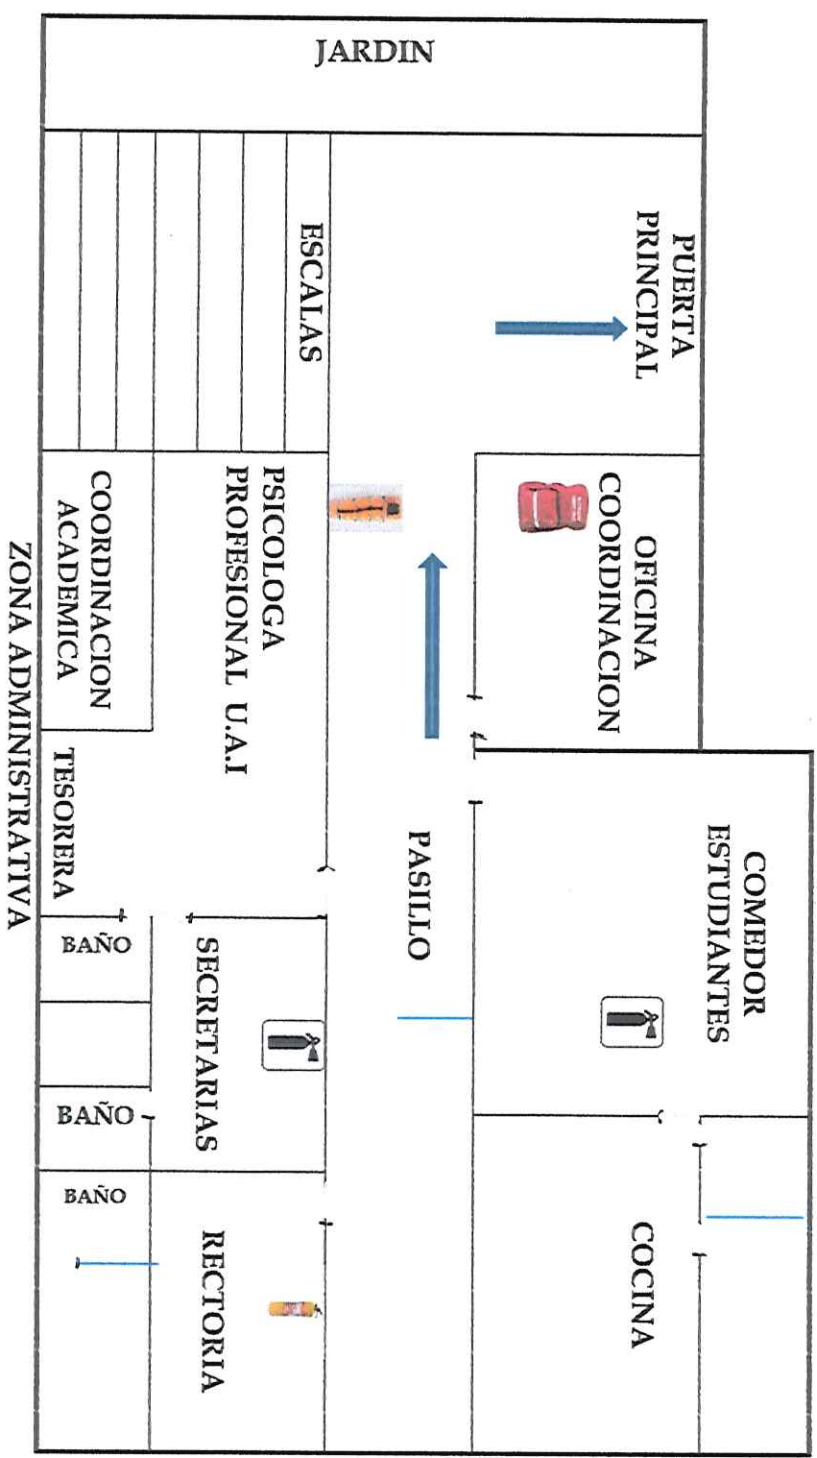 JARDIN
PUERTA
PRINCIPAL
ESCALAS
OFICINA
COORDINACION
PSICOLOGA
PROFESIONAL U.A.I
COORDINACION
ACADEMICA
TESORERA
PASILLO
COMEDOR
ESTUDIANTES
COCINA
SECRETARIAS
BAÑO
BAÑO
BAÑO
RECTORIA
ZONA ADMINISTRATIVA